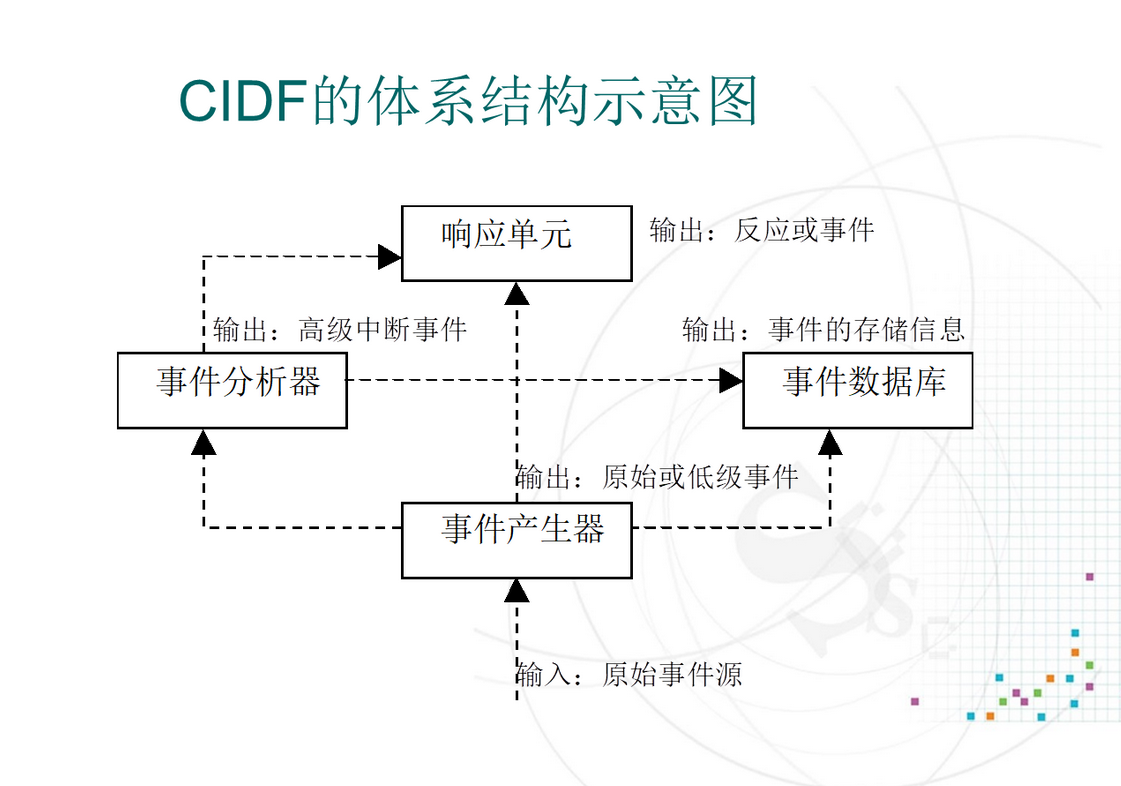 CIDF的体系结构示意图
响应单元
输出：反应或事件
输出：高级中断事件
输出：事件的存储信息
事件分析器
事件数据库
输出：原始或低级事件
事件产生器
输入：原始事件源